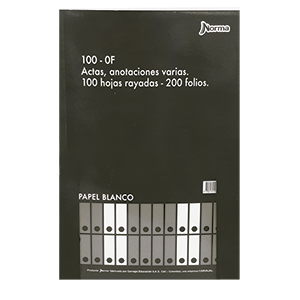 Norma
100 - 0F
Actas, anotaciones varias.
100 hojas rayadas - 200 folios.
PAPEL BLANCO